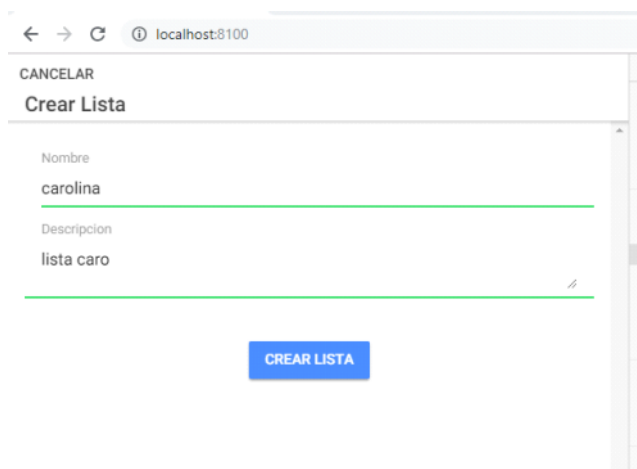 localhost:8100
CANCELAR
Crear Lista
Nombre
carolina
Descripcion
lista caro
CREAR LISTA